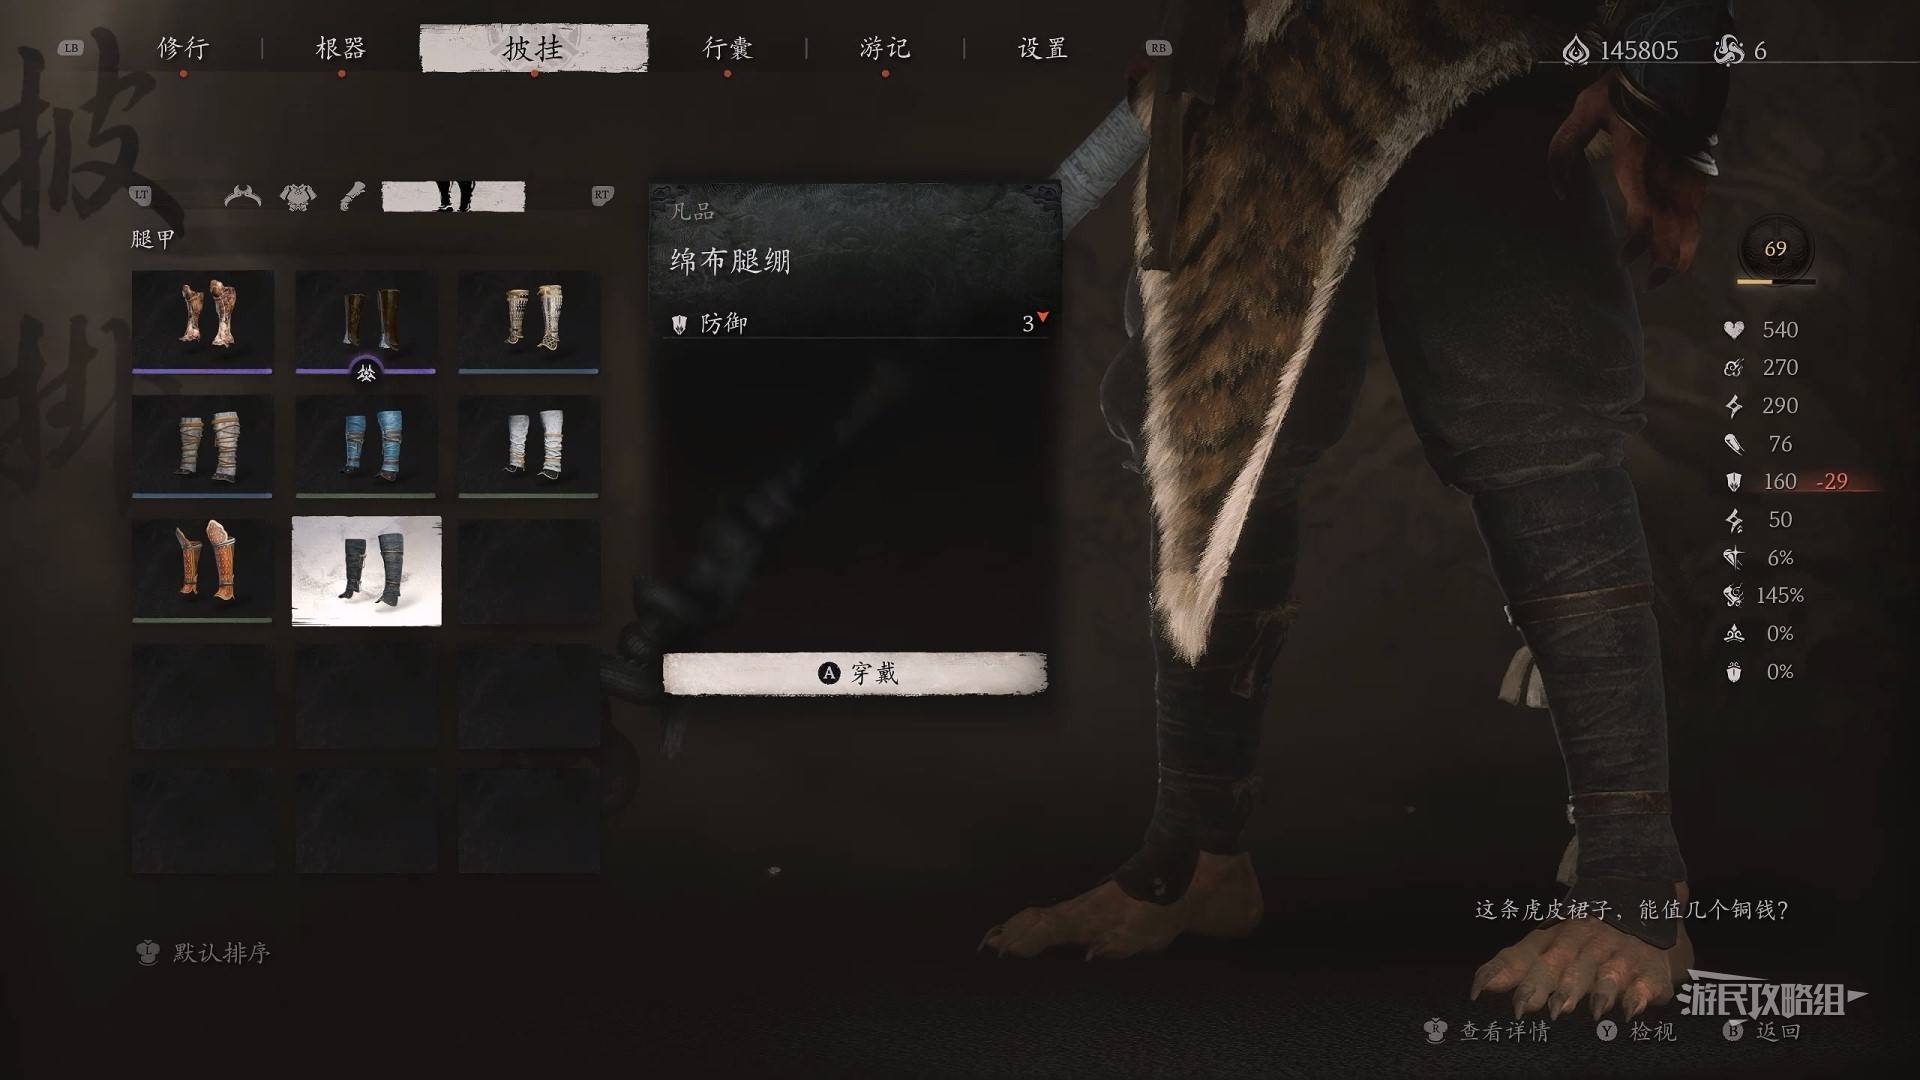 LB 修行 根器 披挂 行囊 游记 设置 RB 145805 6
披挂
LT RT
腿甲
凡品
绵布腿绷
防御 3
A 穿戴
69
540
270
290
76
160 -29
50
6%
145%
0%
0%
这条虎皮裙子，能值几个铜钱？
L 默认排序
游民攻略组
R 查看详情 Y 检视 B 返回